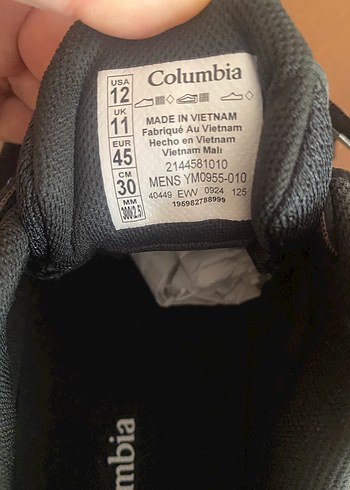 USA
12
UK
11
EUR
45
CM
30
MM
300(2.5)
Columbia
MADE IN VIETNAM
Fabriqué Au Vietnam
Hecho en Vietnam
Vietnam Malı
2144581010
MENS YM0955-010
40449 EWV 0924 125
195982788999
mbia